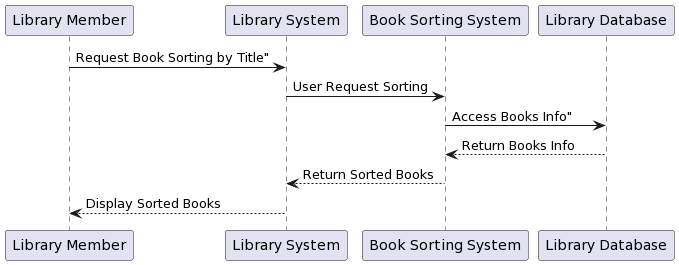 Library Member Library System Book Sorting System Library Database
Request Book Sorting by Title"
User Request Sorting
Access Books Info"
Return Books Info
Return Sorted Books
Display Sorted Books
Library Member Library System Book Sorting System Library Database